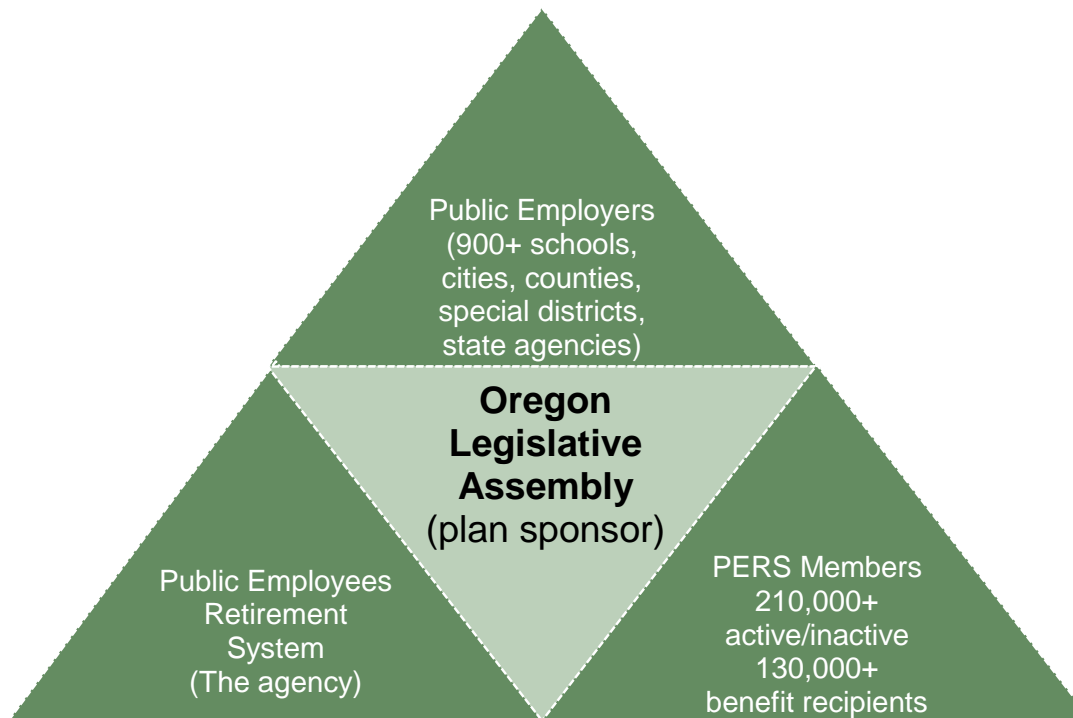 Public Employers
(900+ schools,
cities, counties,
special districts,
state agencies)
Oregon
Legislative
Assembly
(plan sponsor)
Public Employees
Retirement
System
(The agency)
PERS Members
210,000+
active/inactive
130,000+
benefit recipients